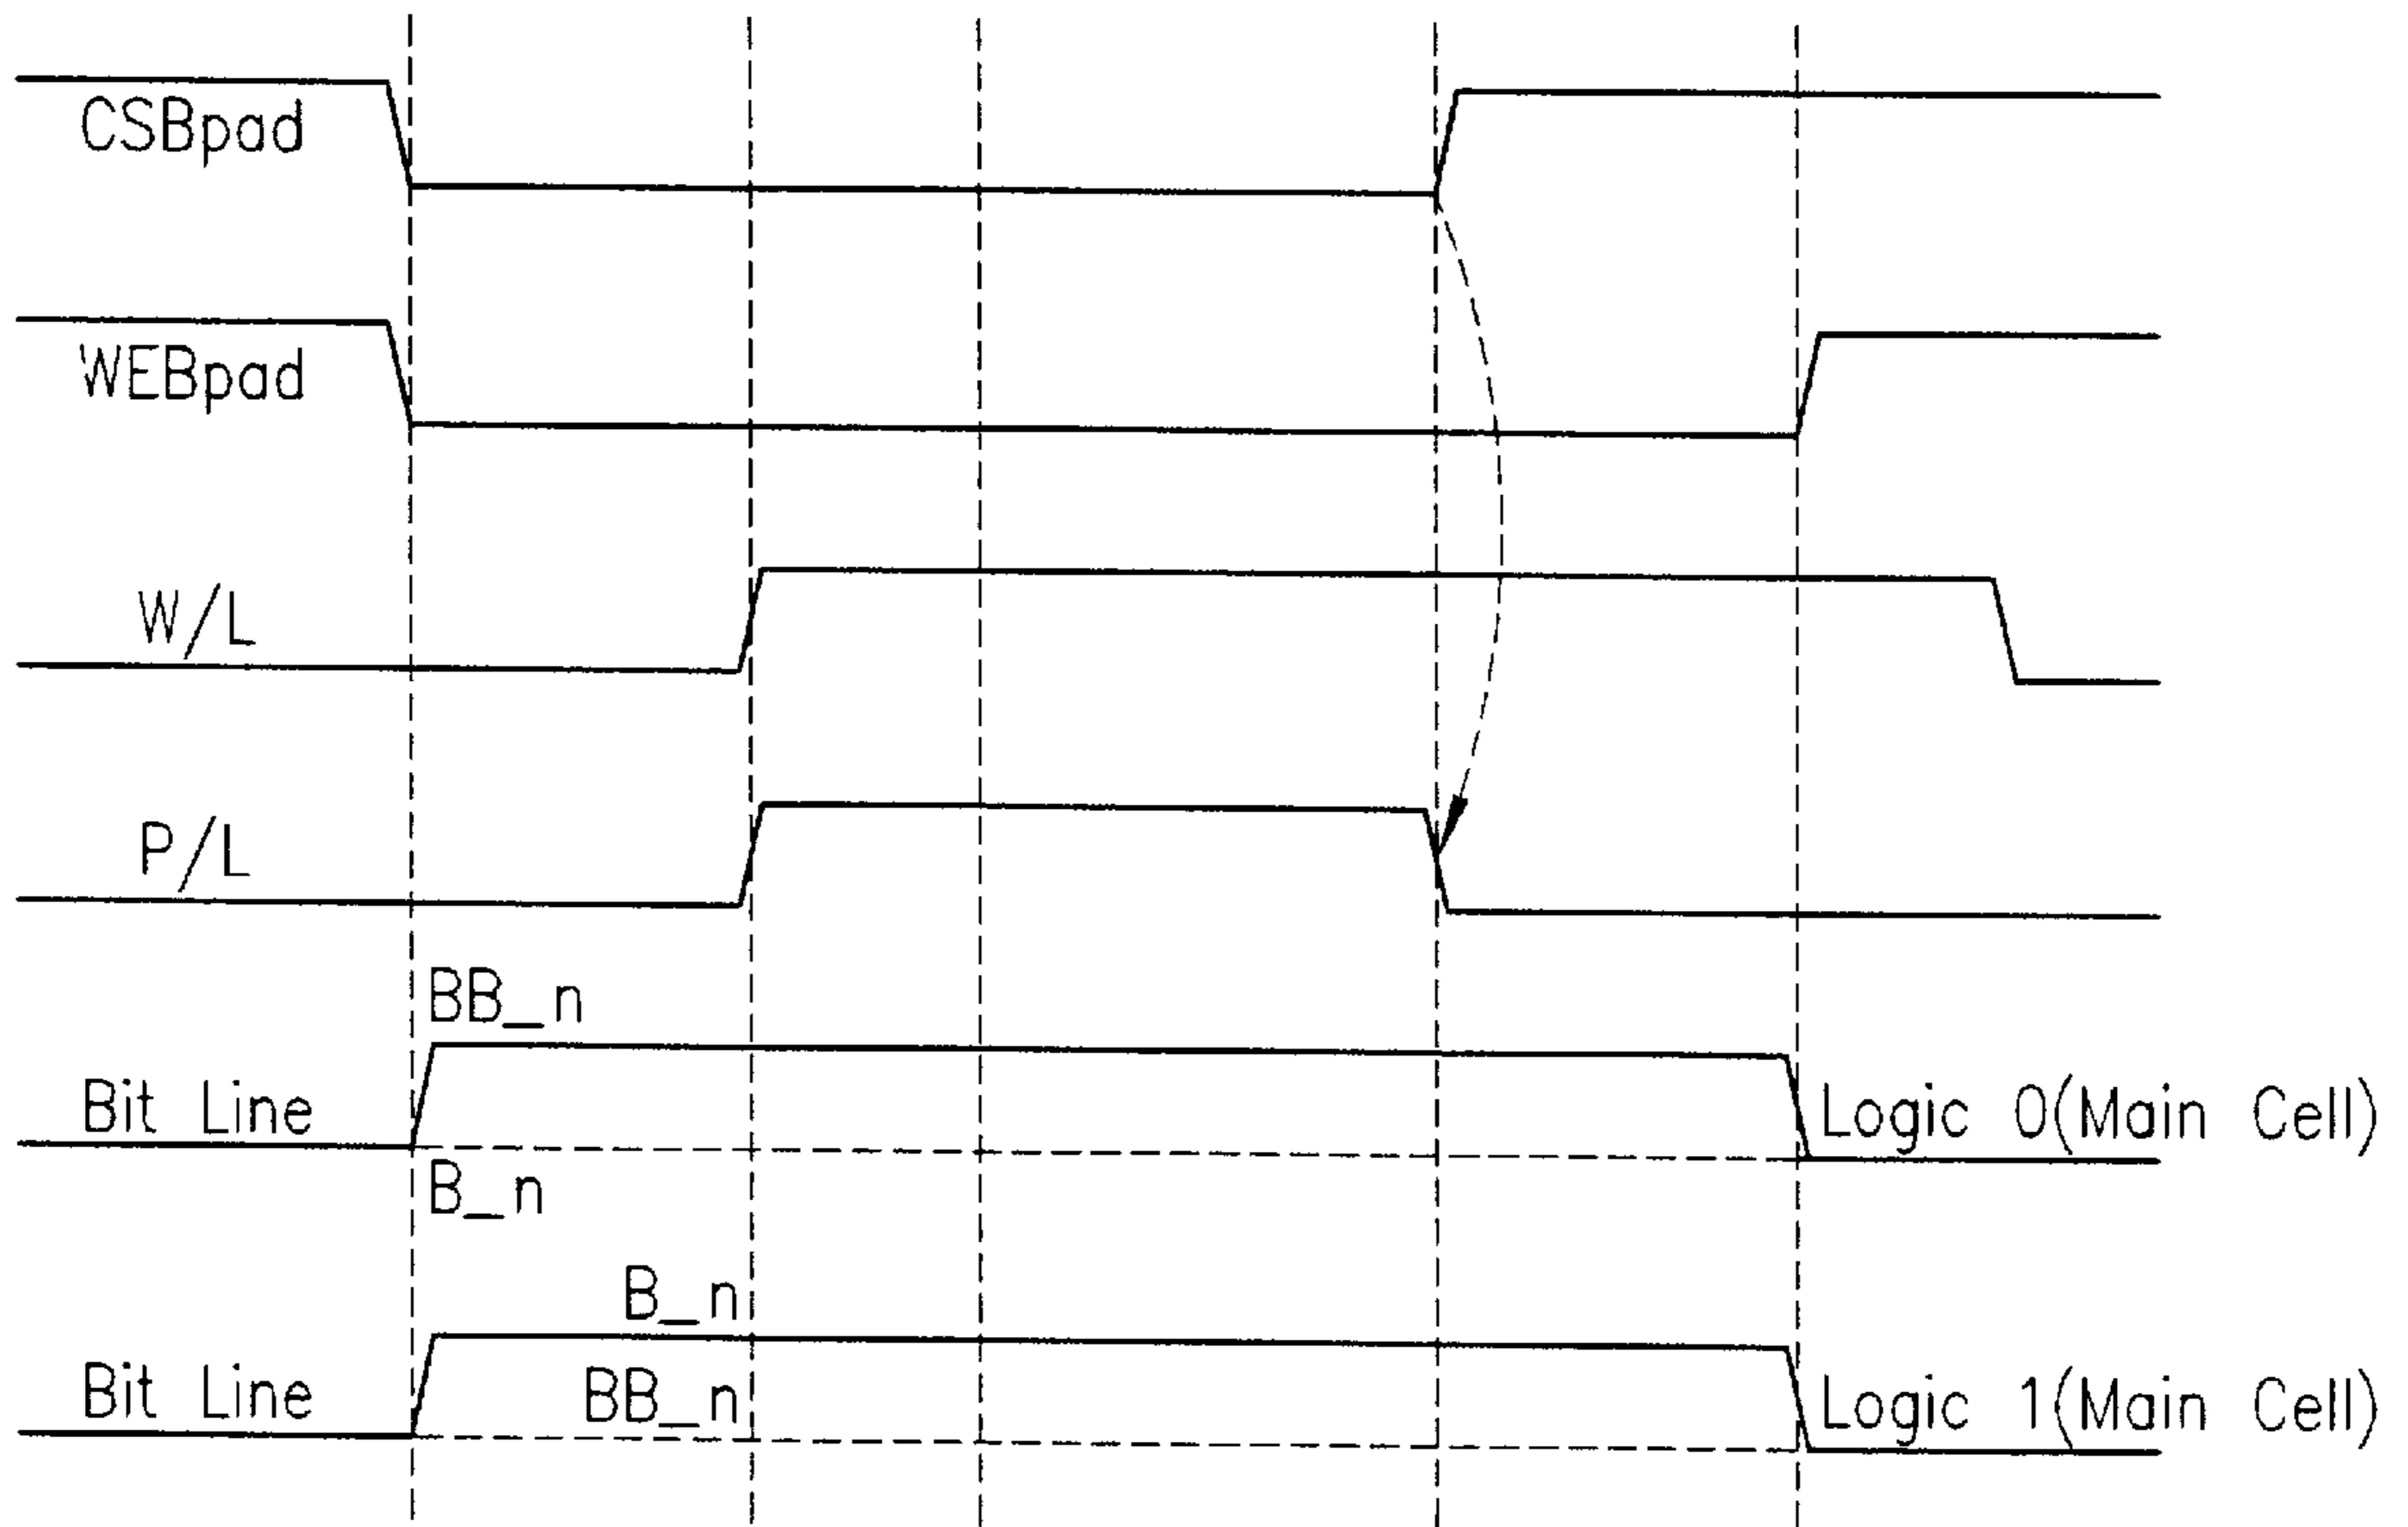 CSBpad
WEBpad
W/L
P/L
BB_n
Bit Line
Logic 0(Main Cell)
B_n
B_n
Bit Line
BB_n
Logic 1(Main Cell)